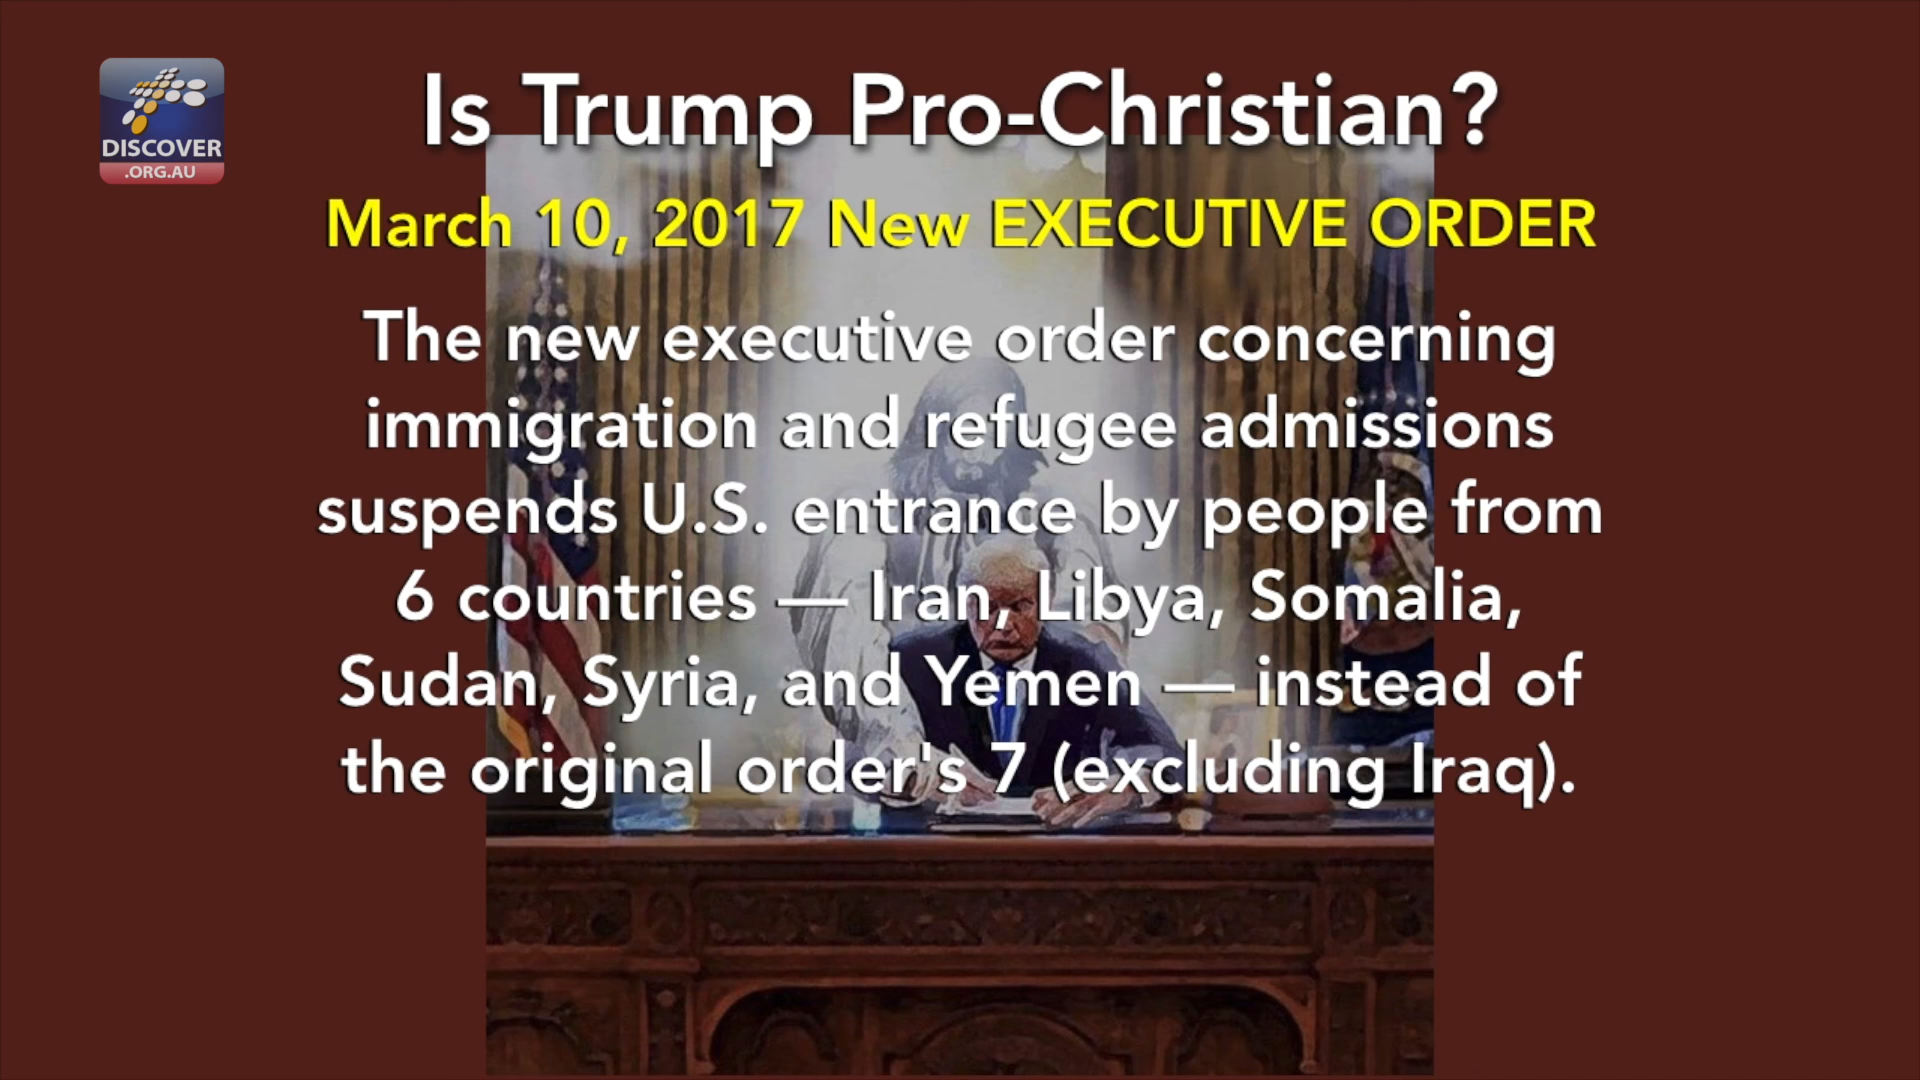 DISCOVER
.ORG.AU
Is Trump Pro-Christian?
March 10, 2017 New EXECUTIVE ORDER
The new executive order concerning
immigration and refugee admissions
suspends U.S. entrance by people from
6 countries — Iran, Libya, Somalia,
Sudan, Syria, and Yemen — instead of
the original order's 7 (excluding Iraq).